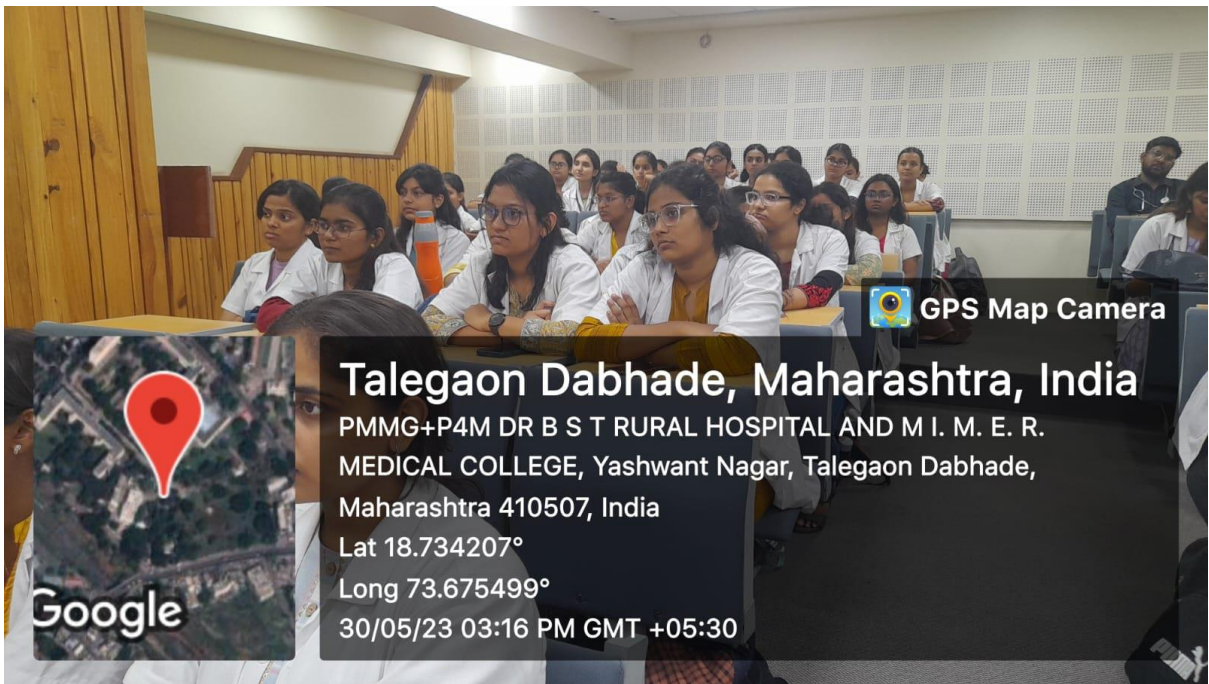 GPS Map Camera
Talegaon Dabhade, Maharashtra, India
PMMG+P4M DR B S T RURAL HOSPITAL AND M I. M. E. R.
MEDICAL COLLEGE, Yashwant Nagar, Talegaon Dabhade,
Maharashtra 410507, India
Lat 18.734207°
Long 73.675499°
30/05/23 03:16 PM GMT +05:30
Google
PUMA